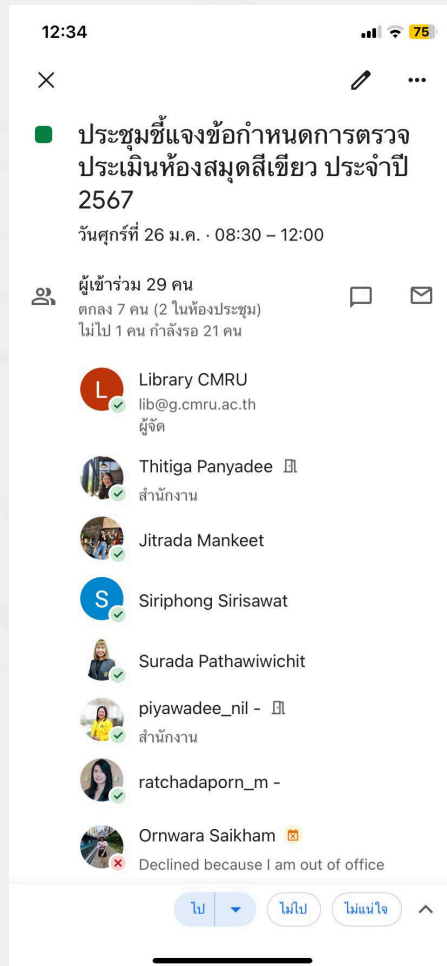 12:34
75
ประชุมชี้แจงข้อกำหนดการตรวจ
ประเมินห้องสมุดสีเขียว ประจำปี
2567
วันศุกร์ที่ 26 ม.ค. · 08:30 – 12:00
ผู้เข้าร่วม 29 คน
ตกลง 7 คน (2 ในห้องประชุม)
ไม่ไป 1 คน กำลังรอ 21 คน
L
Library CMRU
lib@g.cmru.ac.th
ผู้จัด
Thitiga Panyadee
สำนักงาน
Jitrada Mankeet
S
Siriphong Sirisawat
Surada Pathawiwichit
piyawadee_nil -
สำนักงาน
ratchadaporn_m -
Ornwara Saikham
Declined because I am out of office
ไป
ไม่ไป
ไม่แน่ใจ